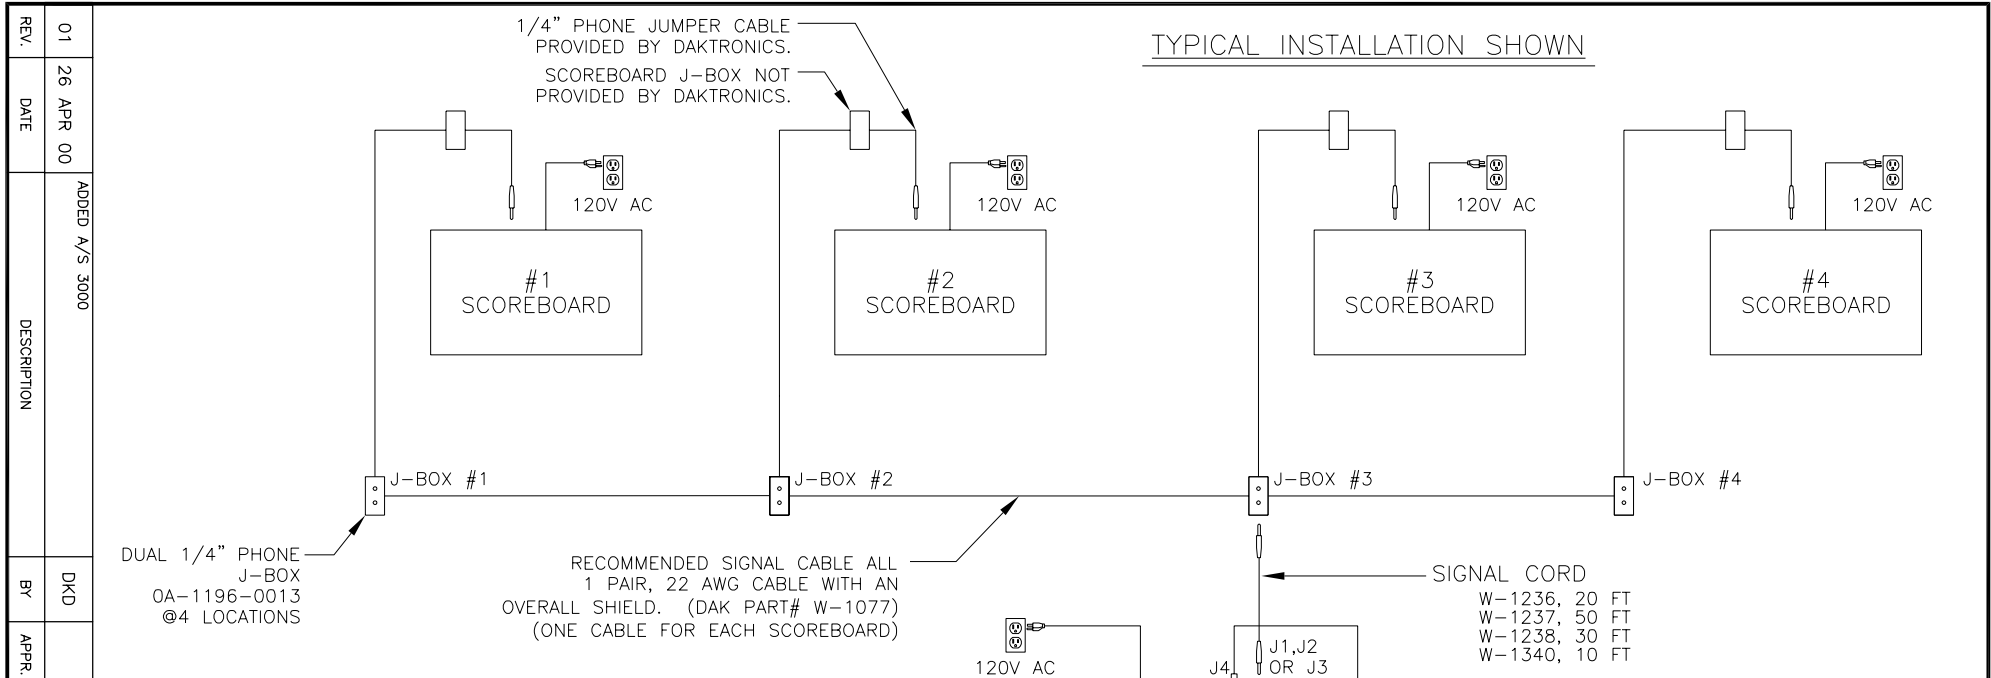 REV.
DATE
DESCRIPTION
BY
APPR.
01
26 APR 00
ADDED A/S 3000
DKD
1/4” PHONE JUMPER CABLE
PROVIDED BY DAKTRONICS.
SCOREBOARD J-BOX NOT
PROVIDED BY DAKTRONICS.
TYPICAL INSTALLATION SHOWN
120V AC
120V AC
120V AC
120V AC
#1
SCOREBOARD
#2
SCOREBOARD
#3
SCOREBOARD
#4
SCOREBOARD
J-BOX #1
J-BOX #2
J-BOX #3
J-BOX #4
DUAL 1/4” PHONE
J-BOX
0A-1196-0013
@4 LOCATIONS
RECOMMENDED SIGNAL CABLE ALL
1 PAIR, 22 AWG CABLE WITH AN
OVERALL SHIELD. (DAK PART# W-1077)
(ONE CABLE FOR EACH SCOREBOARD)
SIGNAL CORD
W-1236, 20 FT
W-1237, 50 FT
W-1238, 30 FT
W-1340, 10 FT
120V AC
J4
J1,J2
OR J3